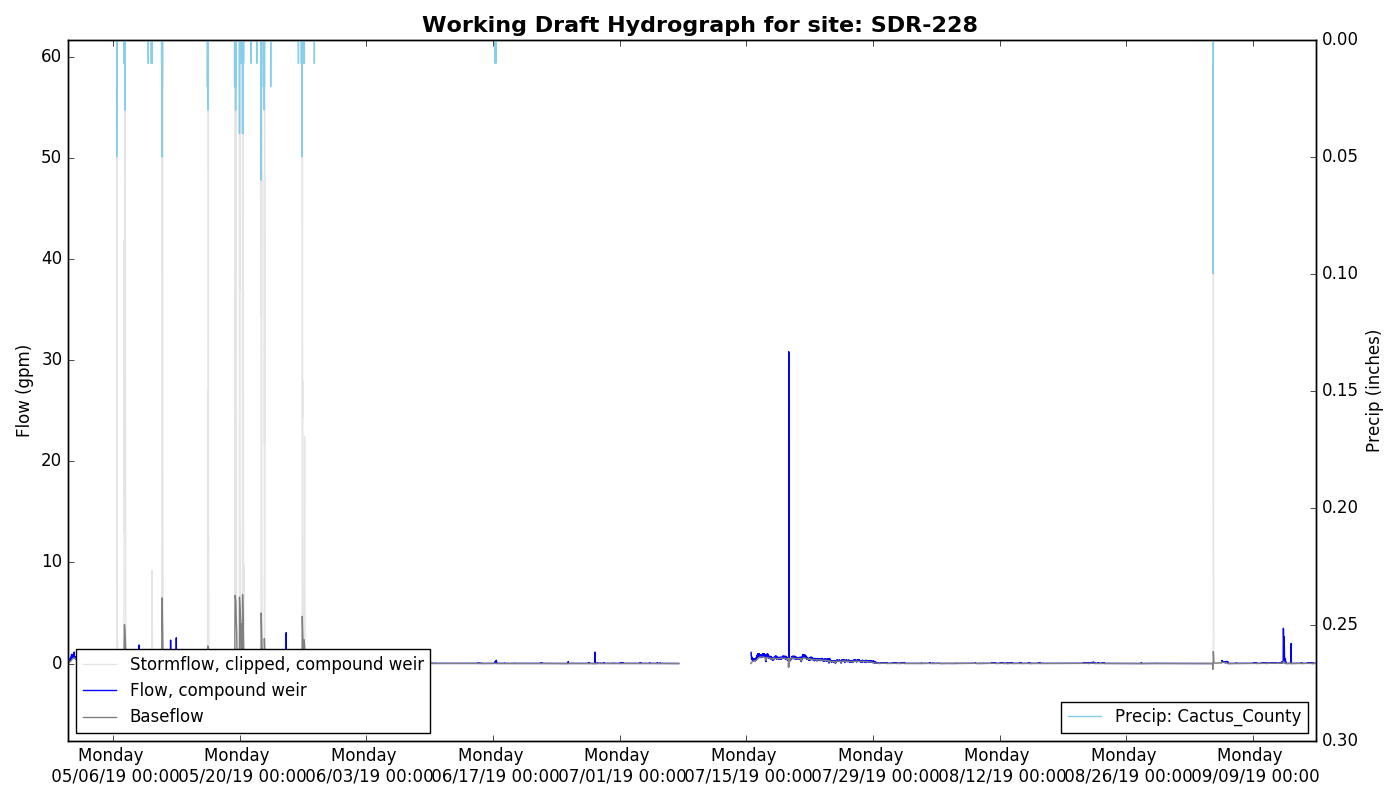 Working Draft Hydrograph for site: SDR-228
60
50
40
30
20
10
0
Flow (gpm)
0.00
0.05
0.10
0.15
0.20
0.25
0.30
Precip (inches)
Stormflow, clipped, compound weir
Flow, compound weir
Baseflow
Precip: Cactus_County
Monday Monday Monday Monday Monday Monday Monday Monday Monday Monday
05/06/19 00:00 05/20/19 00:00 06/03/19 00:00 06/17/19 00:00 07/01/19 00:00 07/15/19 00:00 07/29/19 00:00 08/12/19 00:00 08/26/19 00:00 09/09/19 00:00